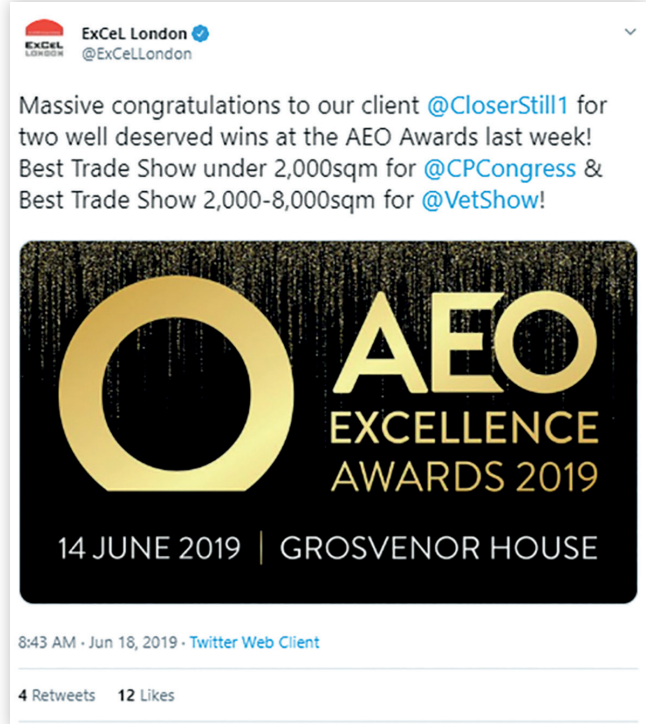 ExCeL London
EXCEL
LONDON
@ExCeLLondon
Massive congratulations to our client @CloserStill1 for
two well deserved wins at the AEO Awards last week!
Best Trade Show under 2,000sqm for @CPCongress &
Best Trade Show 2,000-8,000sqm for @VetShow!
AEO
EXCELLENCE
AWARDS 2019
14 JUNE 2019 | GROSVENOR HOUSE
8:43 AM · Jun 18, 2019 · Twitter Web Client
4 Retweets 12 Likes